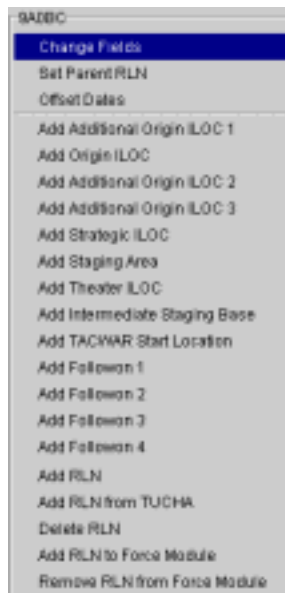 9ADBC
Change Fields
Set Parent RLN
Offset Dates
Add Additional Origin ILOC 1
Add Origin ILOC
Add Additional Origin ILOC 2
Add Additional Origin ILOC 3
Add Strategic ILOC
Add Staging Area
Add Theater ILOC
Add Intermediate Staging Base
Add TACWAR Start Location
Add Followon 1
Add Followon 2
Add Followon 3
Add Followon 4
Add RLN
Add RLN from TUCHA
Delete RLN
Add RLN to Force Module
Remove RLN from Force Module